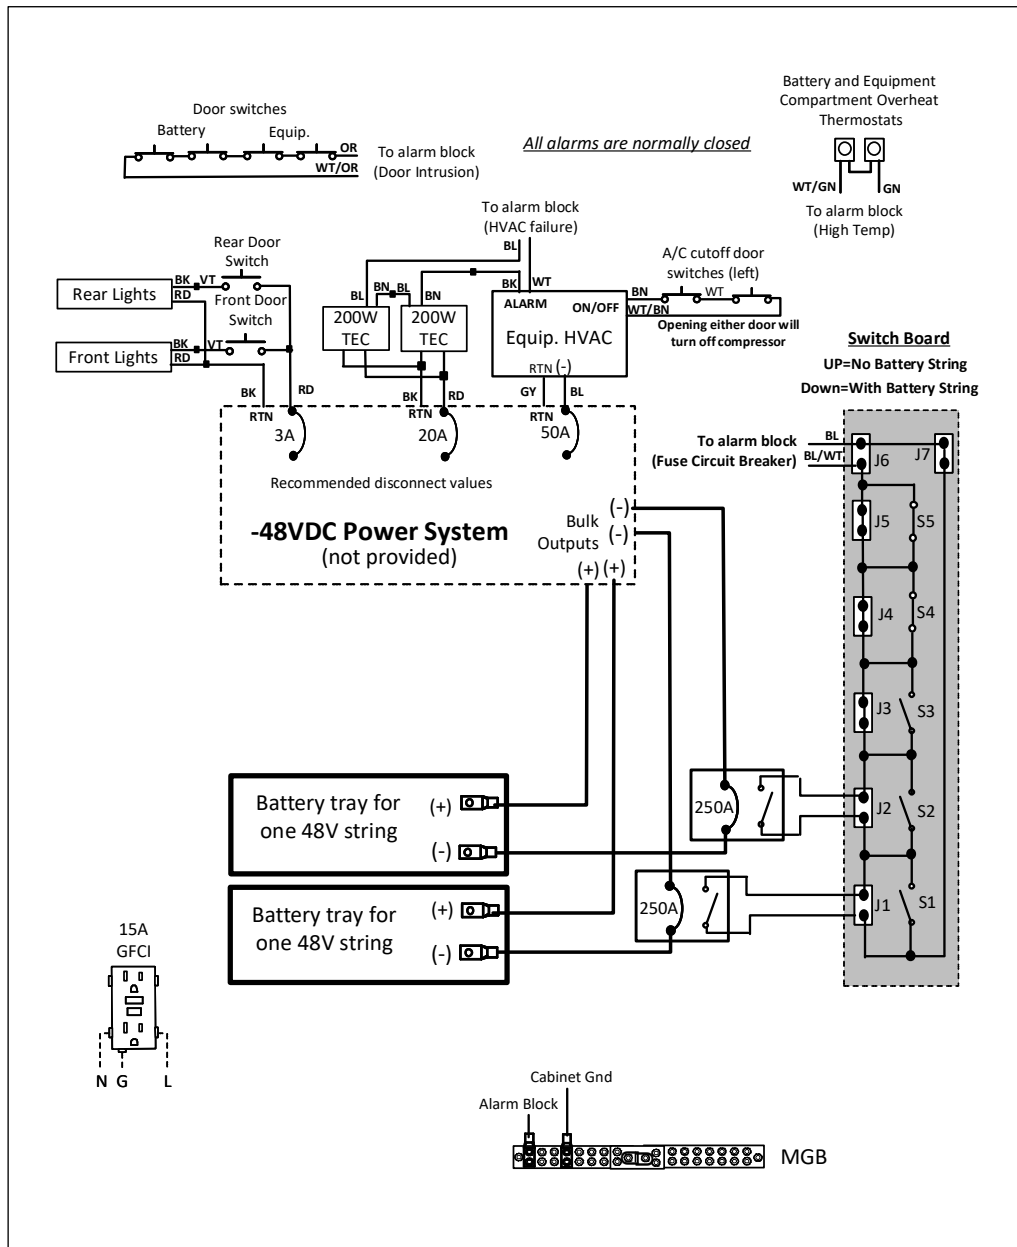 Door switches
Battery
Equip.
OR
WT/OR
To alarm block
(Door Intrusion)
All alarms are normally closed
Battery and Equipment
Compartment Overheat
Thermostats
WT/GN
GN
To alarm block
(High Temp)
To alarm block
(HVAC failure)
BL
WT
Rear Door
Switch
BK
VT
RD
Rear Lights
Front Door
Switch
BK
VT
RD
Front Lights
BK
RD
BL
BN
BL
BN
200W
TEC
200W
TEC
BK
RD
BK
ALARM
ON/OFF
Equip. HVAC
RTN (-)
GY
BL
A/C cutoff door
switches (left)
BN
WT
WT/BN
Opening either door will
turn off compressor
Switch Board
UP=No Battery String
Down=With Battery String
RTN
3A
RTN
20A
RTN
50A
Recommended disconnect values
-48VDC Power System
(not provided)
Bulk
Outputs
(-)
(-)
(+)
(+)
To alarm block
(Fuse Circuit Breaker)
BL
BL/WT
J6
J7
J5
S5
J4
S4
J3
S3
J2
S2
J1
S1
250A
250A
Battery tray for
one 48V string
(+)
(-)
Battery tray for
one 48V string
(+)
(-)
15A
GFCI
N G L
Cabinet Gnd
Alarm Block
MGB